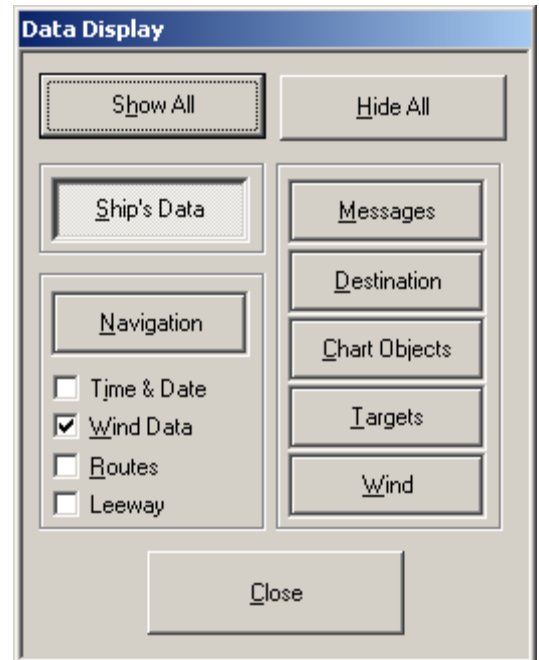 Data Display
Show All
Hide All
Ship's Data
Navigation
Time & Date
Wind Data
Routes
Leeway
Messages
Destination
Chart Objects
Targets
Wind
Close